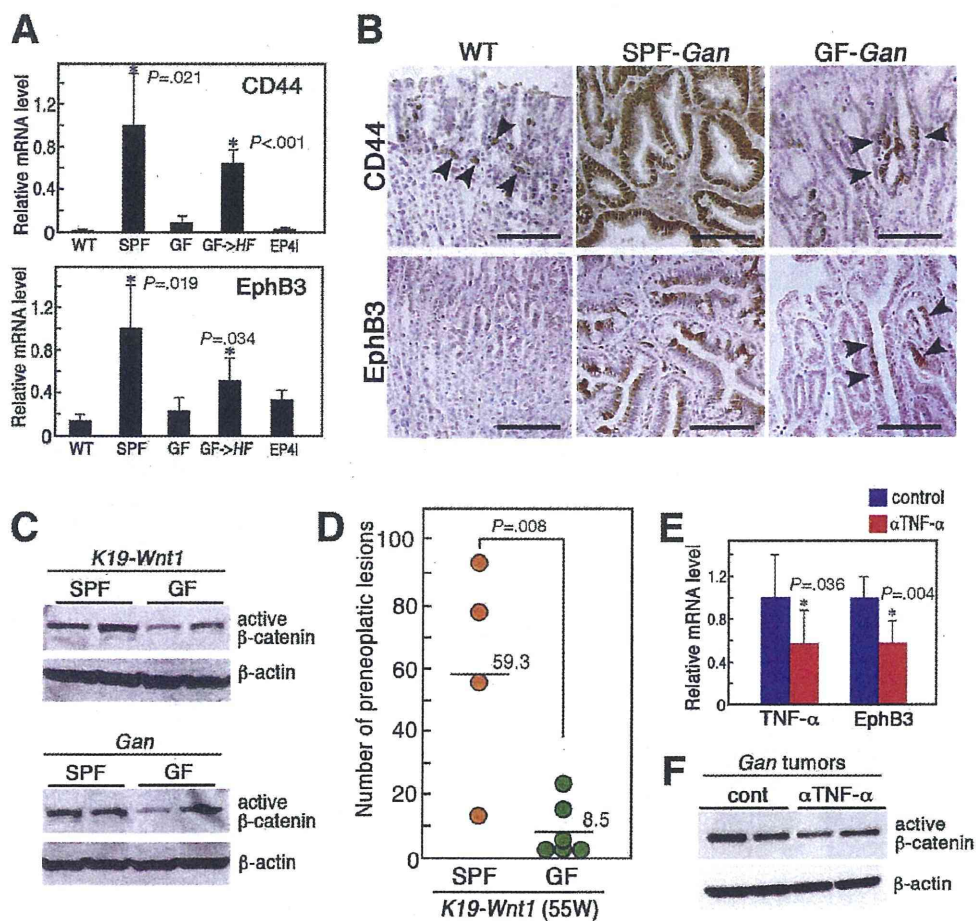 A
CD44
Relative mRNA level
1.2
0.8
0.4
0
*
P=.021
*
P<.001
WT SPF GF GF->HF EP4I
EphB3
Relative mRNA level
1.2
0.8
0.4
0
*
P=.019
P=.034
*
WT SPF GF GF->HF EP4I
B
WT SPF-Gan GF-Gan
CD44
EphB3
C
K19-Wnt1
SPF GF
active
β-catenin
β-actin
Gan
SPF GF
active
β-catenin
β-actin
D
Number of preneoplatic lesions
100
80
60
40
20
0
P=.008
59.3
8.5
SPF GF
K19-Wnt1 (55W)
E
control
αTNF-α
Relative mRNA level
1.2
0.8
0.4
0
P=.036
*
P=.004
*
TNF-α EphB3
F
Gan tumors
cont αTNF-α
active
β-catenin
β-actin